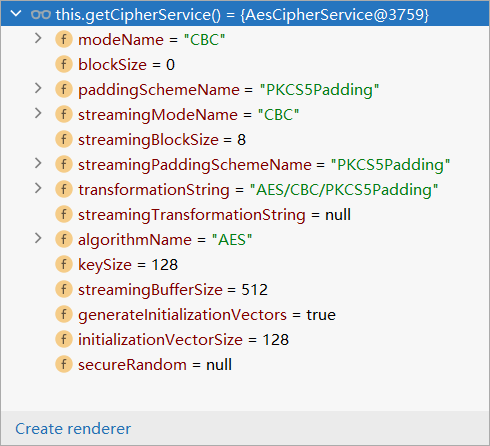 this.getCipherService() = {AesCipherService@3759}
f modeName = "CBC"
f blockSize = 0
f paddingSchemeName = "PKCS5Padding"
f streamingModeName = "CBC"
f streamingBlockSize = 8
f streamingPaddingSchemeName = "PKCS5Padding"
f transformationString = "AES/CBC/PKCS5Padding"
f streamingTransformationString = null
f algorithmName = "AES"
f keySize = 128
f streamingBufferSize = 512
f generateInitializationVectors = true
f initializationVectorSize = 128
f secureRandom = null
Create renderer